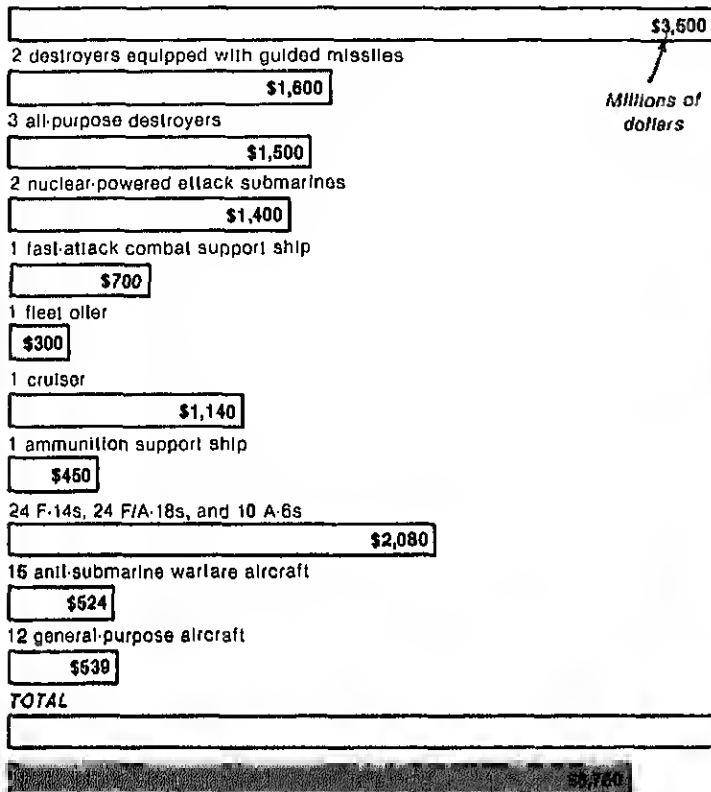 $3,500
Millions of
dollars
2 destroyers equipped with guided missiles
$1,600
3 all-purpose destroyers
$1,500
2 nuclear-powered attack submarines
$1,400
1 fast-attack combat support ship
$700
1 fleet oiler
$300
1 cruiser
$1,140
1 ammunition support ship
$450
24 F-14s, 24 F/A-18s, and 10 A-6s
$2,080
16 anti-submarine warfare aircraft
$524
12 general-purpose aircraft
$539
TOTAL